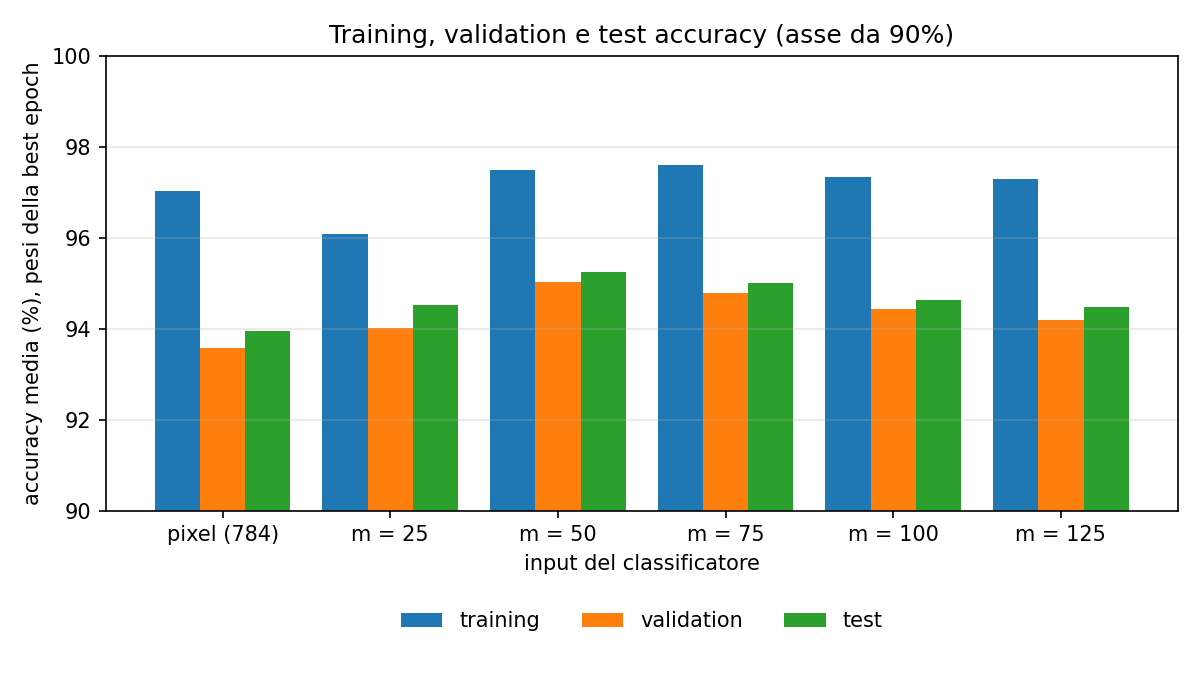 Training, validation e test accuracy (asse da 90%)
accuracy media (%), pesi della best epoch
100
98
96
94
92
90
pixel (784)
m = 25
m = 50
m = 75
m = 100
m = 125
input del classificatore
training
validation
test